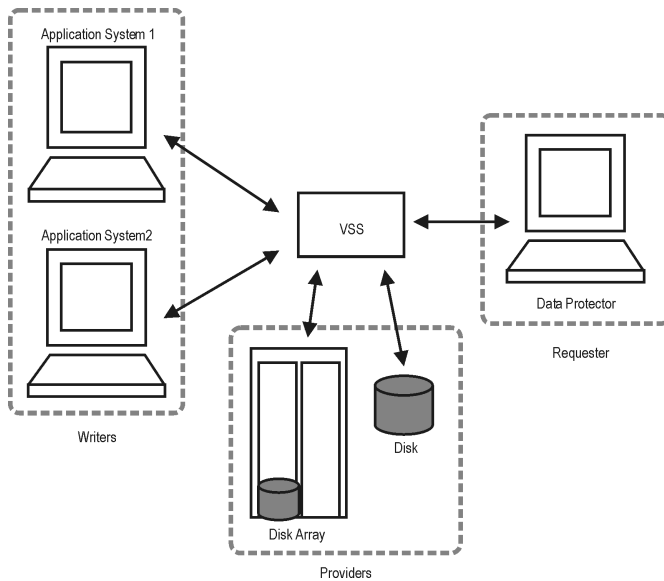 Application System 1
Application System2
Writers
VSS
Data Protector
Requester
Disk
Disk Array
Providers